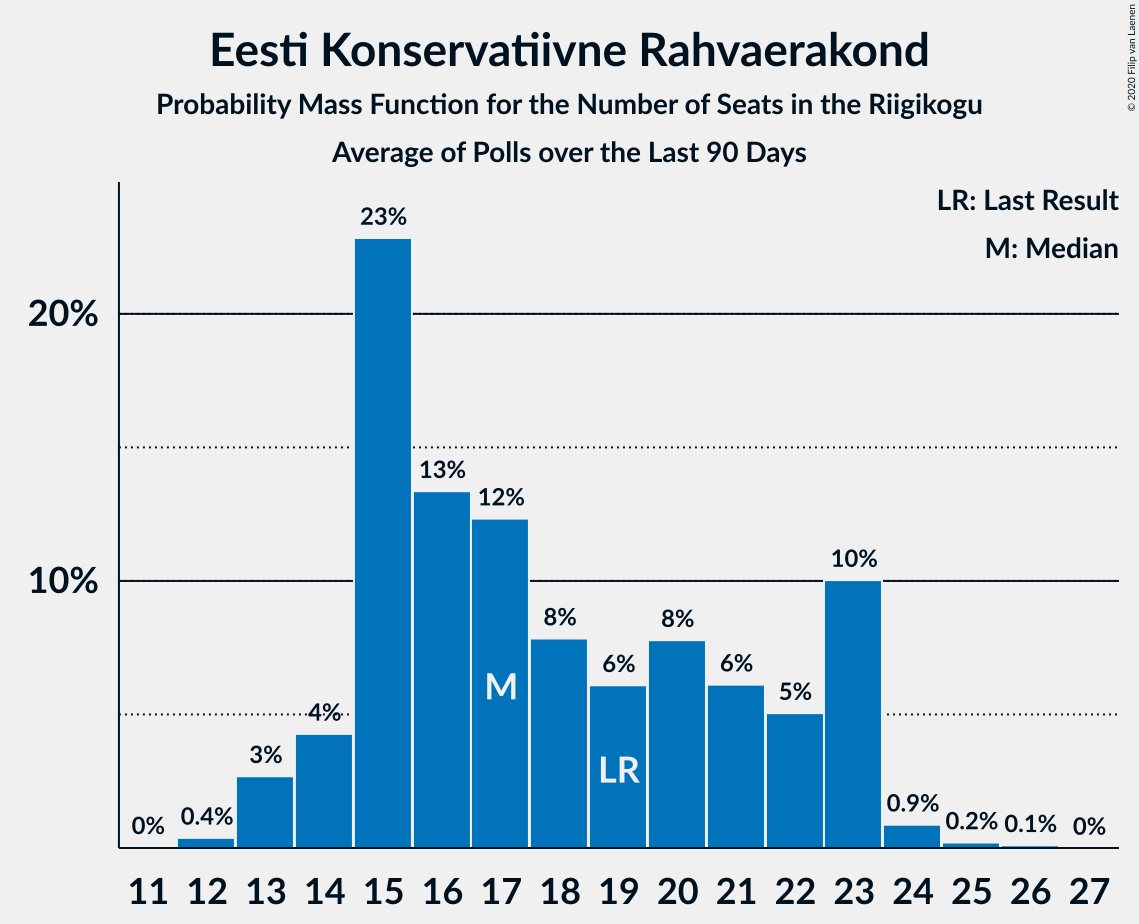 Eesti Konservatiivne Rahvaerakond
Probability Mass Function for the Number of Seats in the Riigikogu
Average of Polls over the Last 90 Days
© 2020 Filip van Laenen
LR: Last Result
M: Median
20%
10%
0%
0.4%
3%
4%
23%
13%
12%
8%
6%
8%
6%
5%
10%
0.9%
0.2%
0.1%
0%
M
LR
11 12 13 14 15 16 17 18 19 20 21 22 23 24 25 26 27